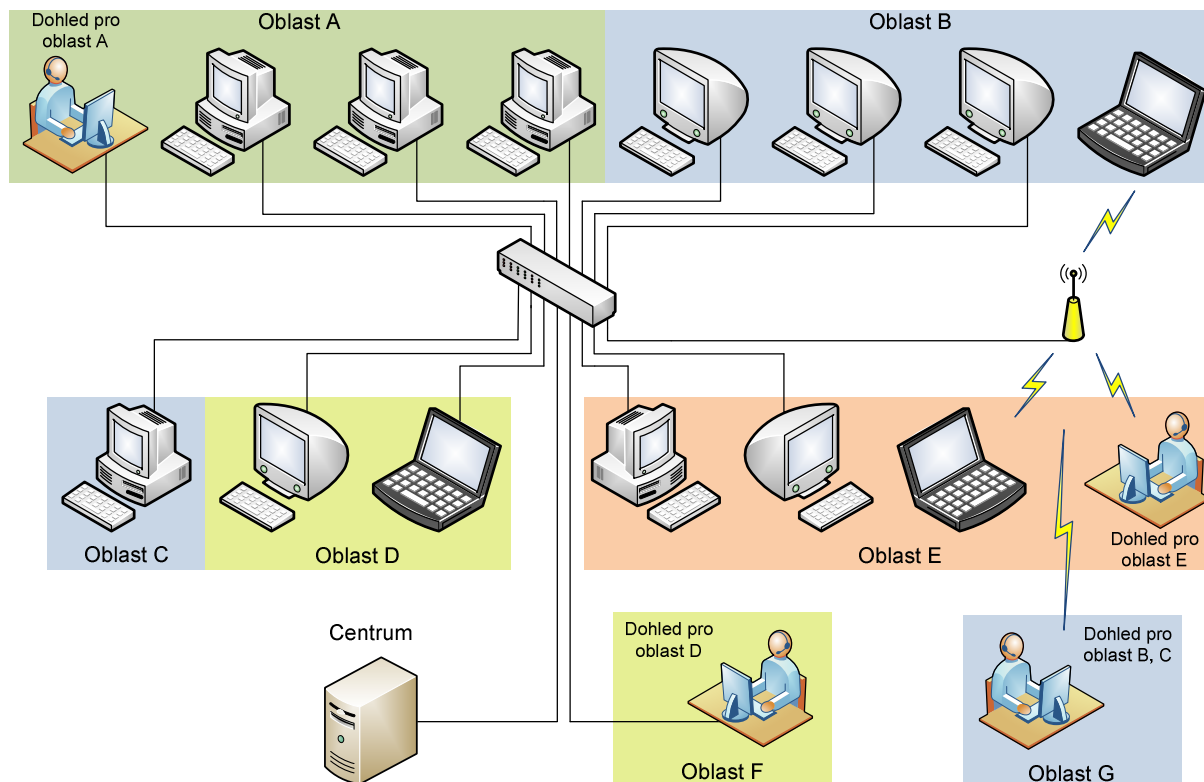 Dohled pro
oblast A
Oblast A
Oblast B
Oblast C
Oblast D
Oblast E
Dohled pro
oblast E
Centrum
Dohled pro
oblast D
Oblast F
Dohled pro
oblast B, C
Oblast G